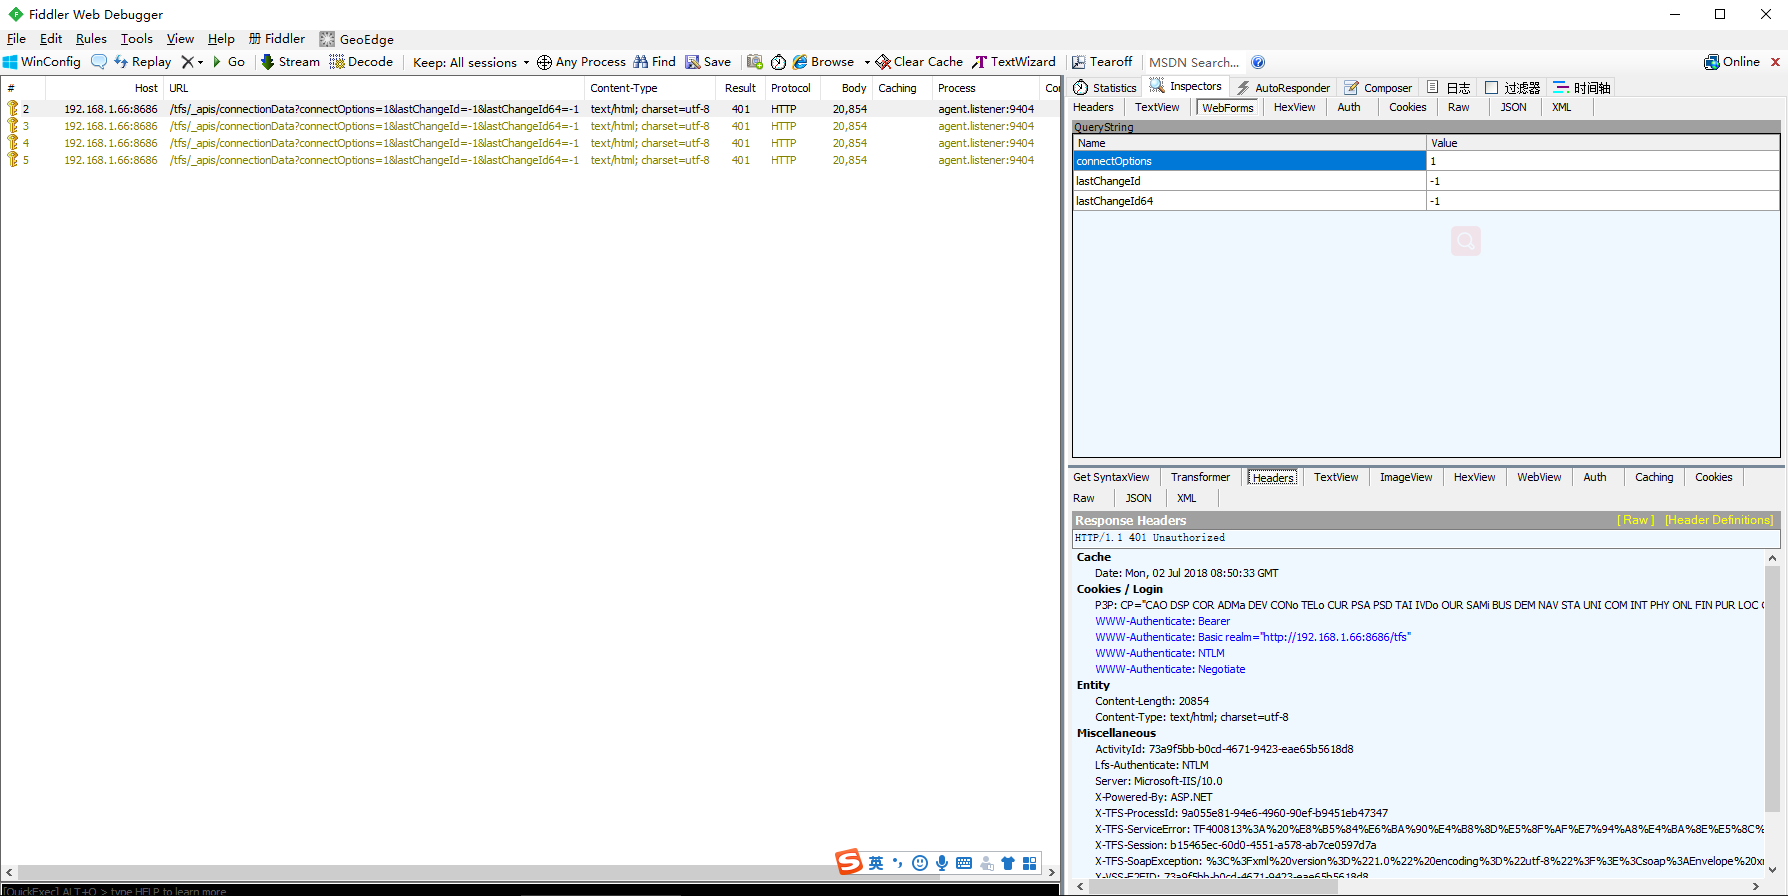 Fiddler Web Debugger
File Edit Rules Tools View Help 册 Fiddler GeoEdge
WinConfig Replay Go Stream Decode Keep: All sessions Any Process Find Save Browse Clear Cache TextWizard Tearoff MSDN Search... Online
# Host URL Content-Type Result Protocol Body Caching Process
2 192.168.1.66:8686 /tfs/_apis/connectionData?connectOptions=1&lastChangeId=-1&lastChangeId64=-1 text/html; charset=utf-8 401 HTTP 20,854 agent.listener:9404
3 192.168.1.66:8686 /tfs/_apis/connectionData?connectOptions=1&lastChangeId=-1&lastChangeId64=-1 text/html; charset=utf-8 401 HTTP 20,854 agent.listener:9404
4 192.168.1.66:8686 /tfs/_apis/connectionData?connectOptions=1&lastChangeId=-1&lastChangeId64=-1 text/html; charset=utf-8 401 HTTP 20,854 agent.listener:9404
5 192.168.1.66:8686 /tfs/_apis/connectionData?connectOptions=1&lastChangeId=-1&lastChangeId64=-1 text/html; charset=utf-8 401 HTTP 20,854 agent.listener:9404
Statistics Inspectors AutoResponder Composer 日志 过滤器 时间轴
Headers TextView WebForms HexView Auth Cookies Raw JSON XML
QueryString
Name Value
connectOptions 1
lastChangeId -1
lastChangeId64 -1
Get SyntaxView Transformer Headers TextView ImageView HexView WebView Auth Caching Cookies
Raw JSON XML
Response Headers [ Raw ] [Header Definitions]
HTTP/1.1 401 Unauthorized
Cache
Date: Mon, 02 Jul 2018 08:50:33 GMT
Cookies / Login
P3P: CP="CAO DSP COR ADMa DEV CONo TELo CUR PSA PSD TAI IVDo OUR SAMi BUS DEM NAV STA UNI COM INT PHY ONL FIN PUR LOC
WWW-Authenticate: Bearer
WWW-Authenticate: Basic realm="http://192.168.1.66:8686/tfs"
WWW-Authenticate: NTLM
WWW-Authenticate: Negotiate
Entity
Content-Length: 20854
Content-Type: text/html; charset=utf-8
Miscellaneous
ActivityId: 73a9f5bb-b0cd-4671-9423-eae65b5618d8
Lfs-Authenticate: NTLM
Server: Microsoft-IIS/10.0
X-Powered-By: ASP.NET
X-TFS-ProcessId: 9a055e81-94e6-4960-90ef-b9451eb47347
X-TFS-ServiceError: TF400813%3A%20%E8%B5%84%E6%BA%90%E4%B8%8D%E5%8F%AF%E7%94%A8%E4%BA%8E%E5%8C%
X-TFS-Session: b15465ec-60d0-4551-a578-ab7ce0597d7a
X-TFS-SoapException: %3C%3Fxml%20version%3D%221.0%22%20encoding%3D%22utf-8%22%3F%3E%3Csoap%3AEnvelope%20x
X-VSS-E2EID: 73a9f5bb-b0cd-4671-9423-eae65b5618d8
英
[QuickExec] ALT+Q > type HELP to learn more